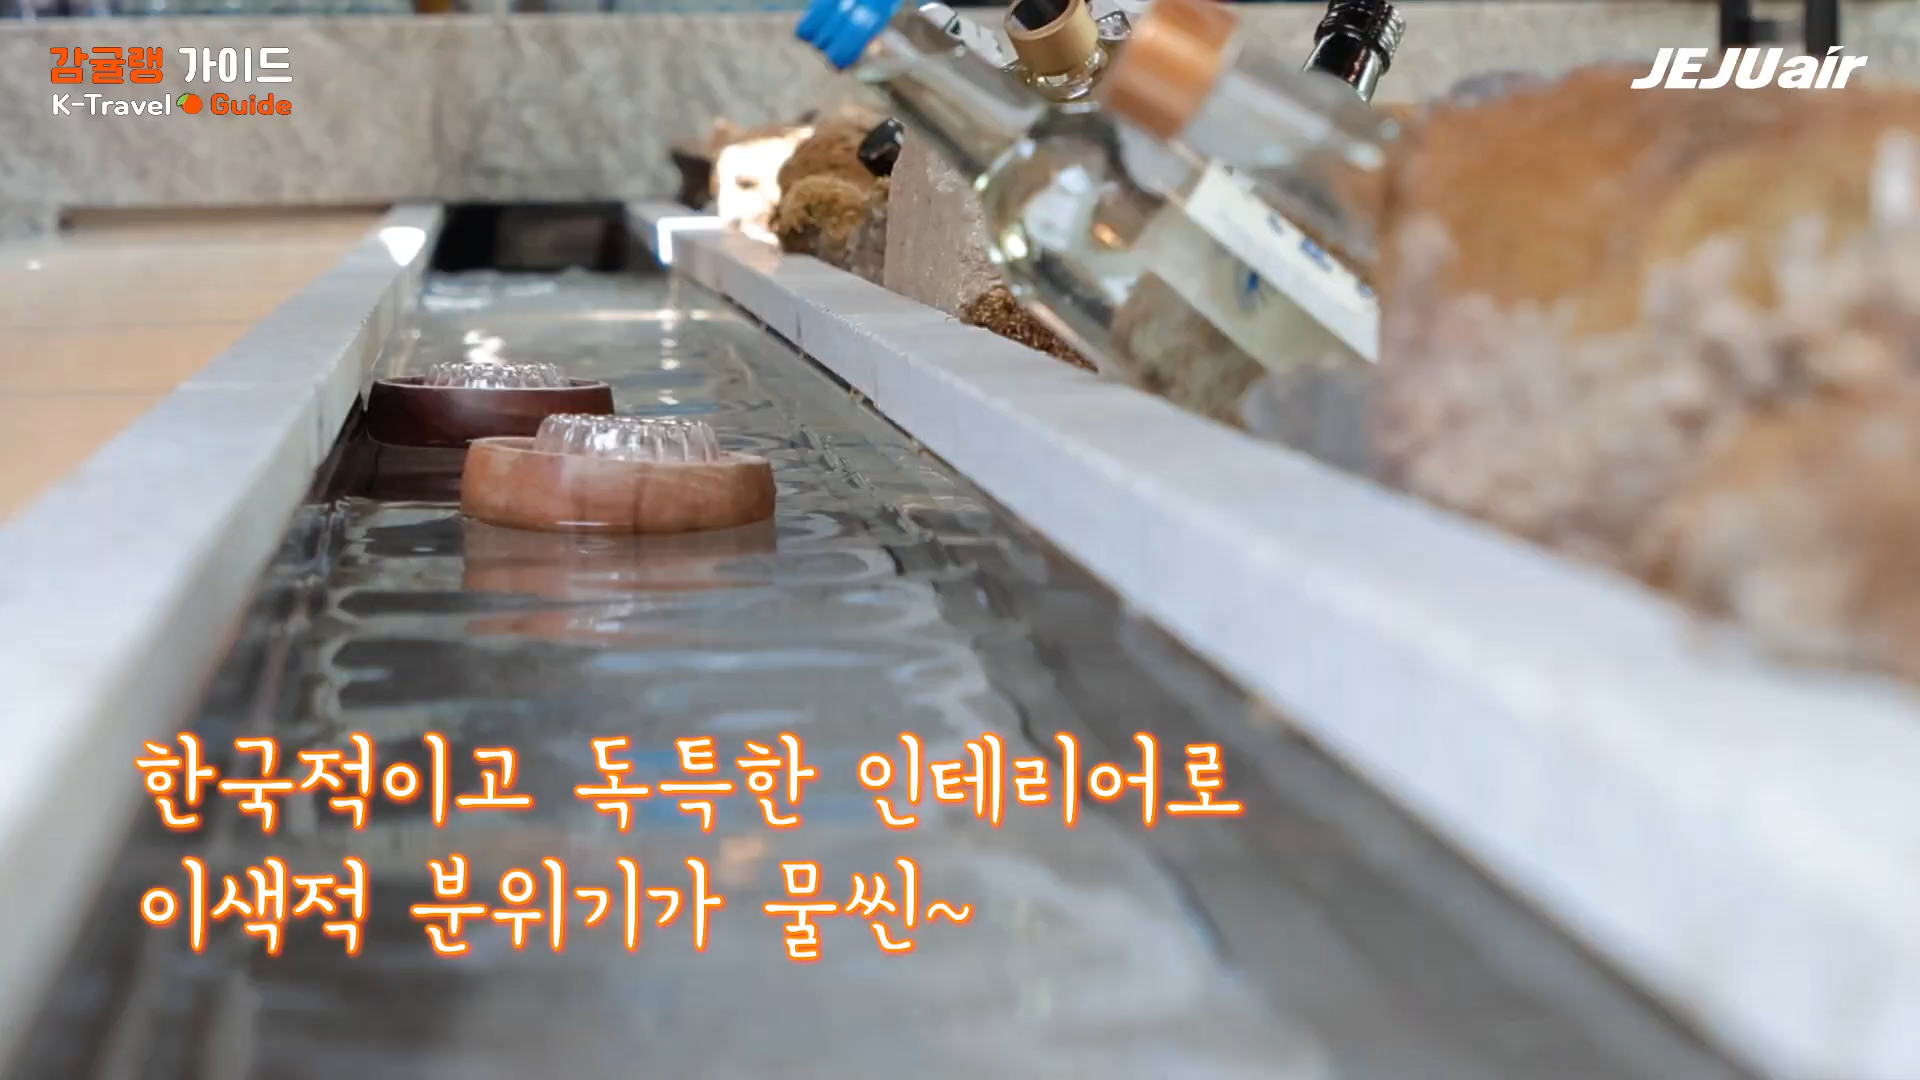 감귤랭 가이드
K-Travel Guide
JEJUair
한국적이고 독특한 인테리어로
이색적 분위기가 물씬~